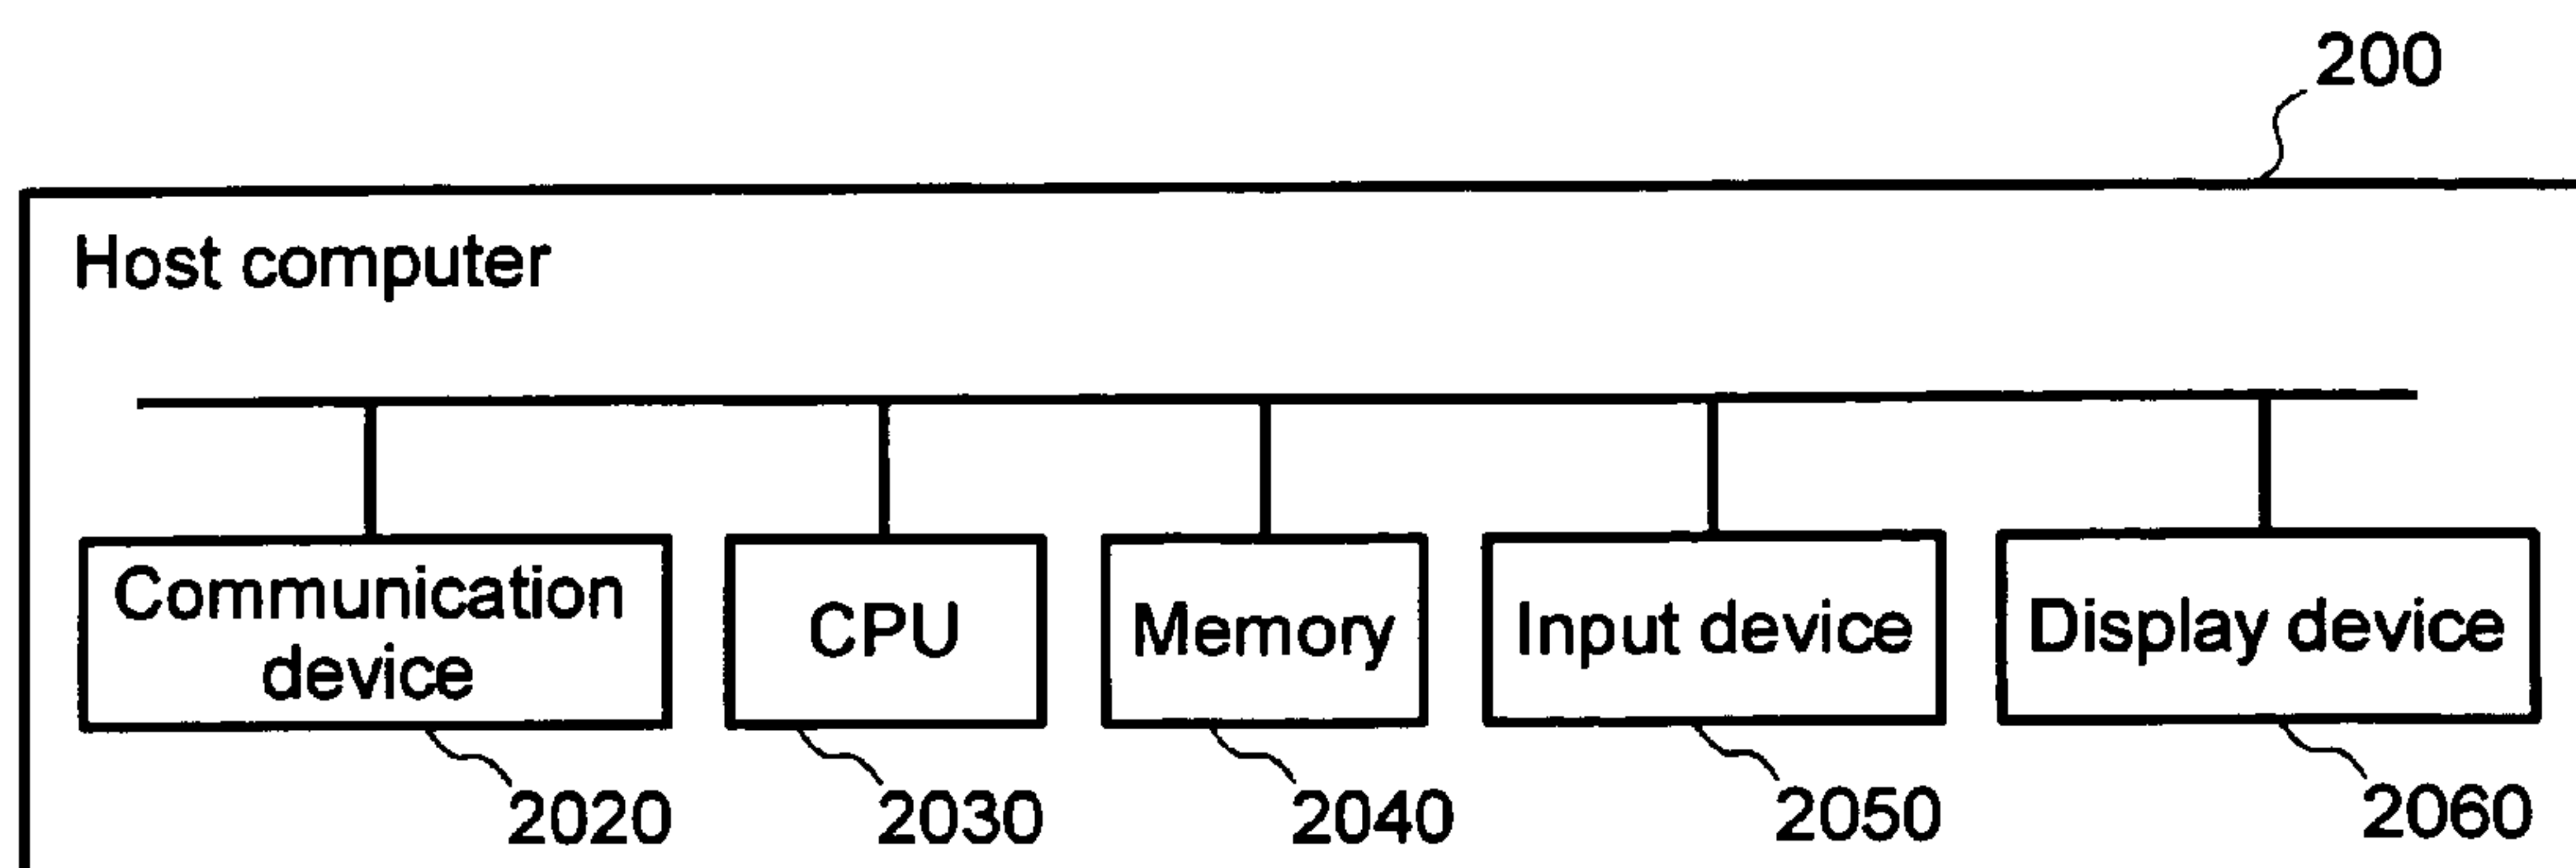 200
Host computer
Communication
device
CPU
Memory
Input device
Display device
2020
2030
2040
2050
2060